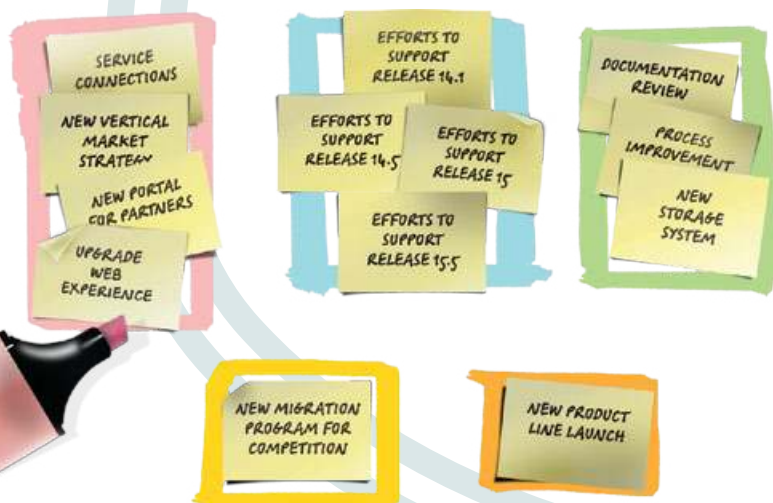 SERVICE
CONNECTIONS
NEW VERTICAL
MARKET
STRATEGY
NEW PORTAL
FOR PARTNERS
UPGRADE
WEB
EXPERIENCE
EFFORTS TO
SUPPORT
RELEASE 14.1
EFFORTS TO
SUPPORT
RELEASE 14.5
EFFORTS TO
SUPPORT
RELEASE 15
EFFORTS TO
SUPPORT
RELEASE 15.5
DOCUMENTATION
REVIEW
PROCESS
IMPROVEMENT
NEW
STORAGE
SYSTEM
NEW MIGRATION
PROGRAM FOR
COMPETITION
NEW PRODUCT
LINE LAUNCH